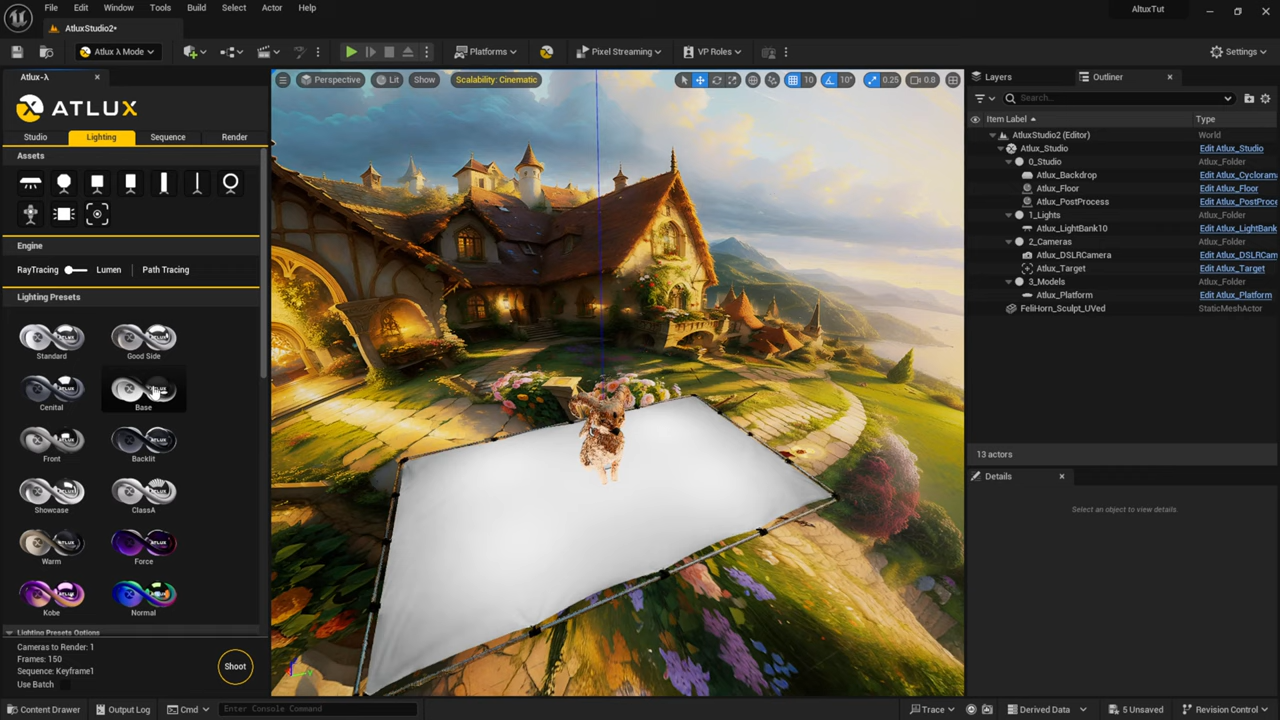 File Edit Window Tools Build Select Actor Help
AltuxTut
AtluxStudio2•
Atlux λ Mode
Platforms
Pixel Streaming
VP Roles
Settings
Atlux-λ
ATLUX
Studio Lighting Sequence Render
Assets
Engine
RayTracing Lumen Path Tracing
Lighting Presets
Standard Good Side
Cenital Base
Front Backlit
Showcase ClassA
Warm Force
Kobe Normal
Lighting Presets Options
Cameras to Render: 1
Frames: 150
Sequence: Keyframe1
Use Batch
Shoot
Perspective Lit Show Scalability: Cinematic
10 10° 0.25 0.8
Layers Outliner
Search...
Item Label Type
AtluxStudio2 (Editor) World
Atlux_Studio Edit Atlux_Studio
0_Studio Atlux_Folder
Atlux_Backdrop Edit Atlux_Cyclorama
Atlux_Floor Edit Atlux_Floor
Atlux_PostProcess Edit Atlux_PostProce
1_Lights Atlux_Folder
Atlux_LightBank10 Edit Atlux_LightBank
2_Cameras Atlux_Folder
Atlux_DSLRCamera Edit Atlux_DSLRCam
Atlux_Target Edit Atlux_Target
3_Models Atlux_Folder
Atlux_Platform Edit Atlux_Platform
FeliHorn_Sculpt_UVed StaticMeshActor
13 actors
Details
Select an object to view details.
Content Drawer Output Log Cmd Enter Console Command
Trace Derived Data 5 Unsaved Revision Control